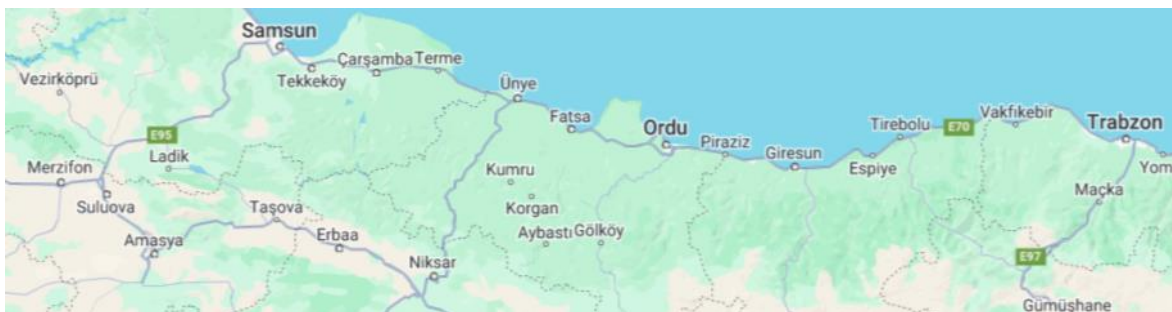 Samsun
Çarşamba
Terme
Tekkeköy
Vezirköprü
Ünye
Fatsa
Ordu
Vakfıkebir
Tirebolu
E70
Trabzon
E95
Ladik
Piraziz
Giresun
Espiye
Yom
Merzifon
Kumru
Maçka
Suluova
Korgan
Taşova
Amasya
Erbaa
Aybastı
Gölköy
Niksar
E97
Gümüşhane